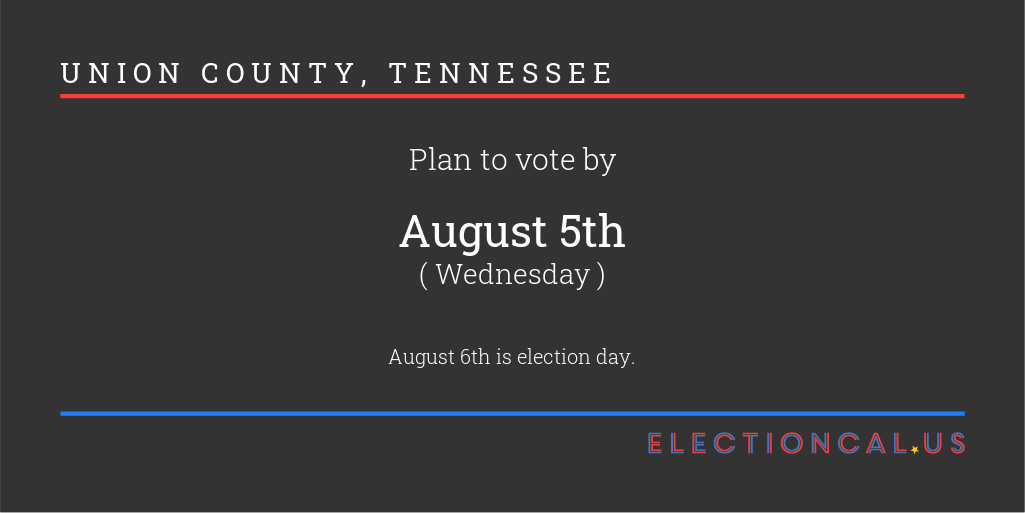 UNION COUNTY, TENNESSEE
Plan to vote by
August 5th
( Wednesday )
August 6th is election day.
ELECTIONCAL.US